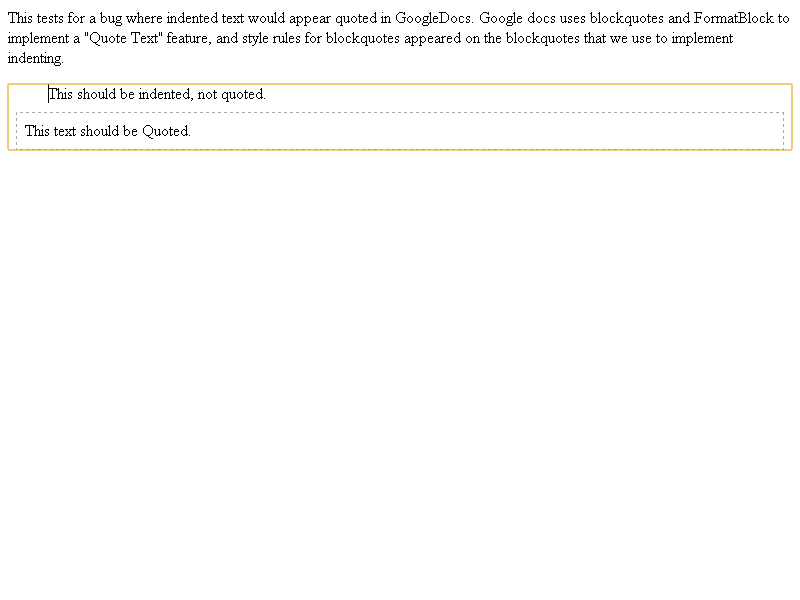 This tests for a bug where indented text would appear quoted in GoogleDocs. Google docs uses blockquotes and FormatBlock to
implement a "Quote Text" feature, and style rules for blockquotes appeared on the blockquotes that we use to implement
indenting.
This should be indented, not quoted.
This text should be Quoted.